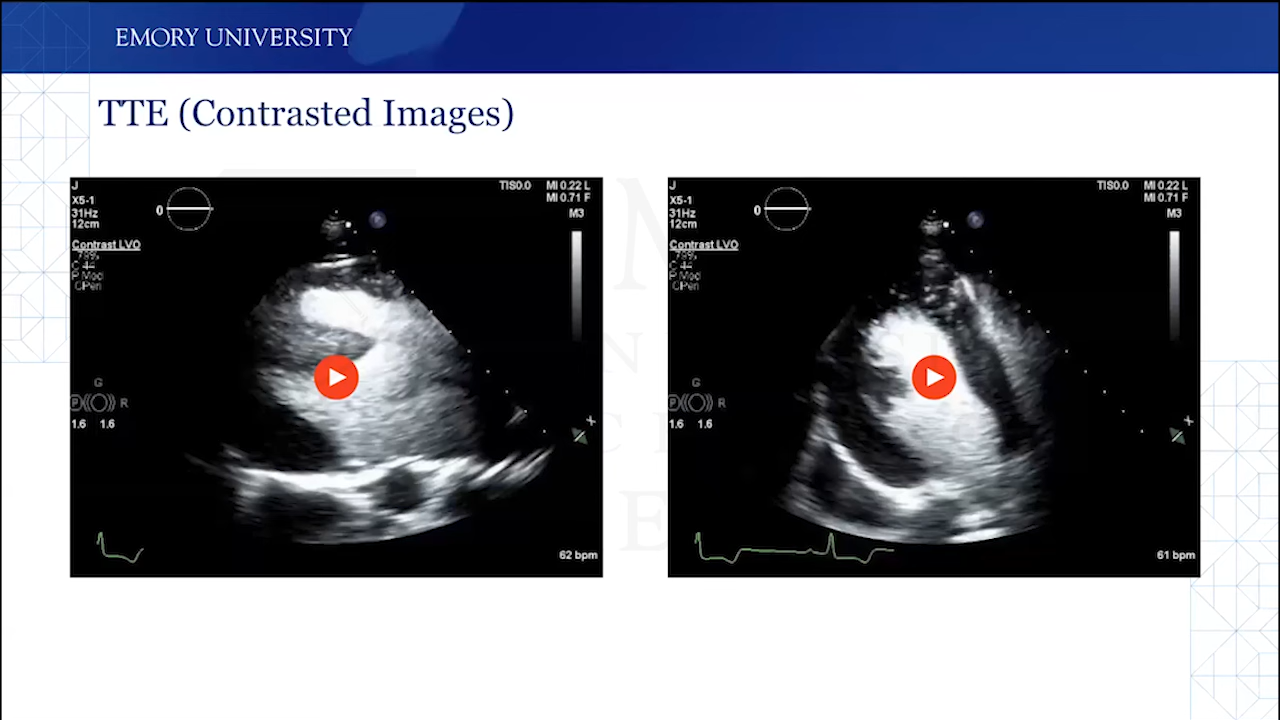 EMORY UNIVERSITY
TTE (Contrasted Images)
J
X5-1
31Hz
12cm
0
TIS0.0 MI 0.22 L
MI 0.71 F
M3
Contrast LVO
79%
P Mod
CPen
G
P R
1.6 1.6
62 bpm
J
X5-1
31Hz
12cm
0
TIS0.0 MI 0.22 L
MI 0.71 F
M3
Contrast LVO
79%
P Mod
CPen
G
P R
1.6 1.6
61 bpm